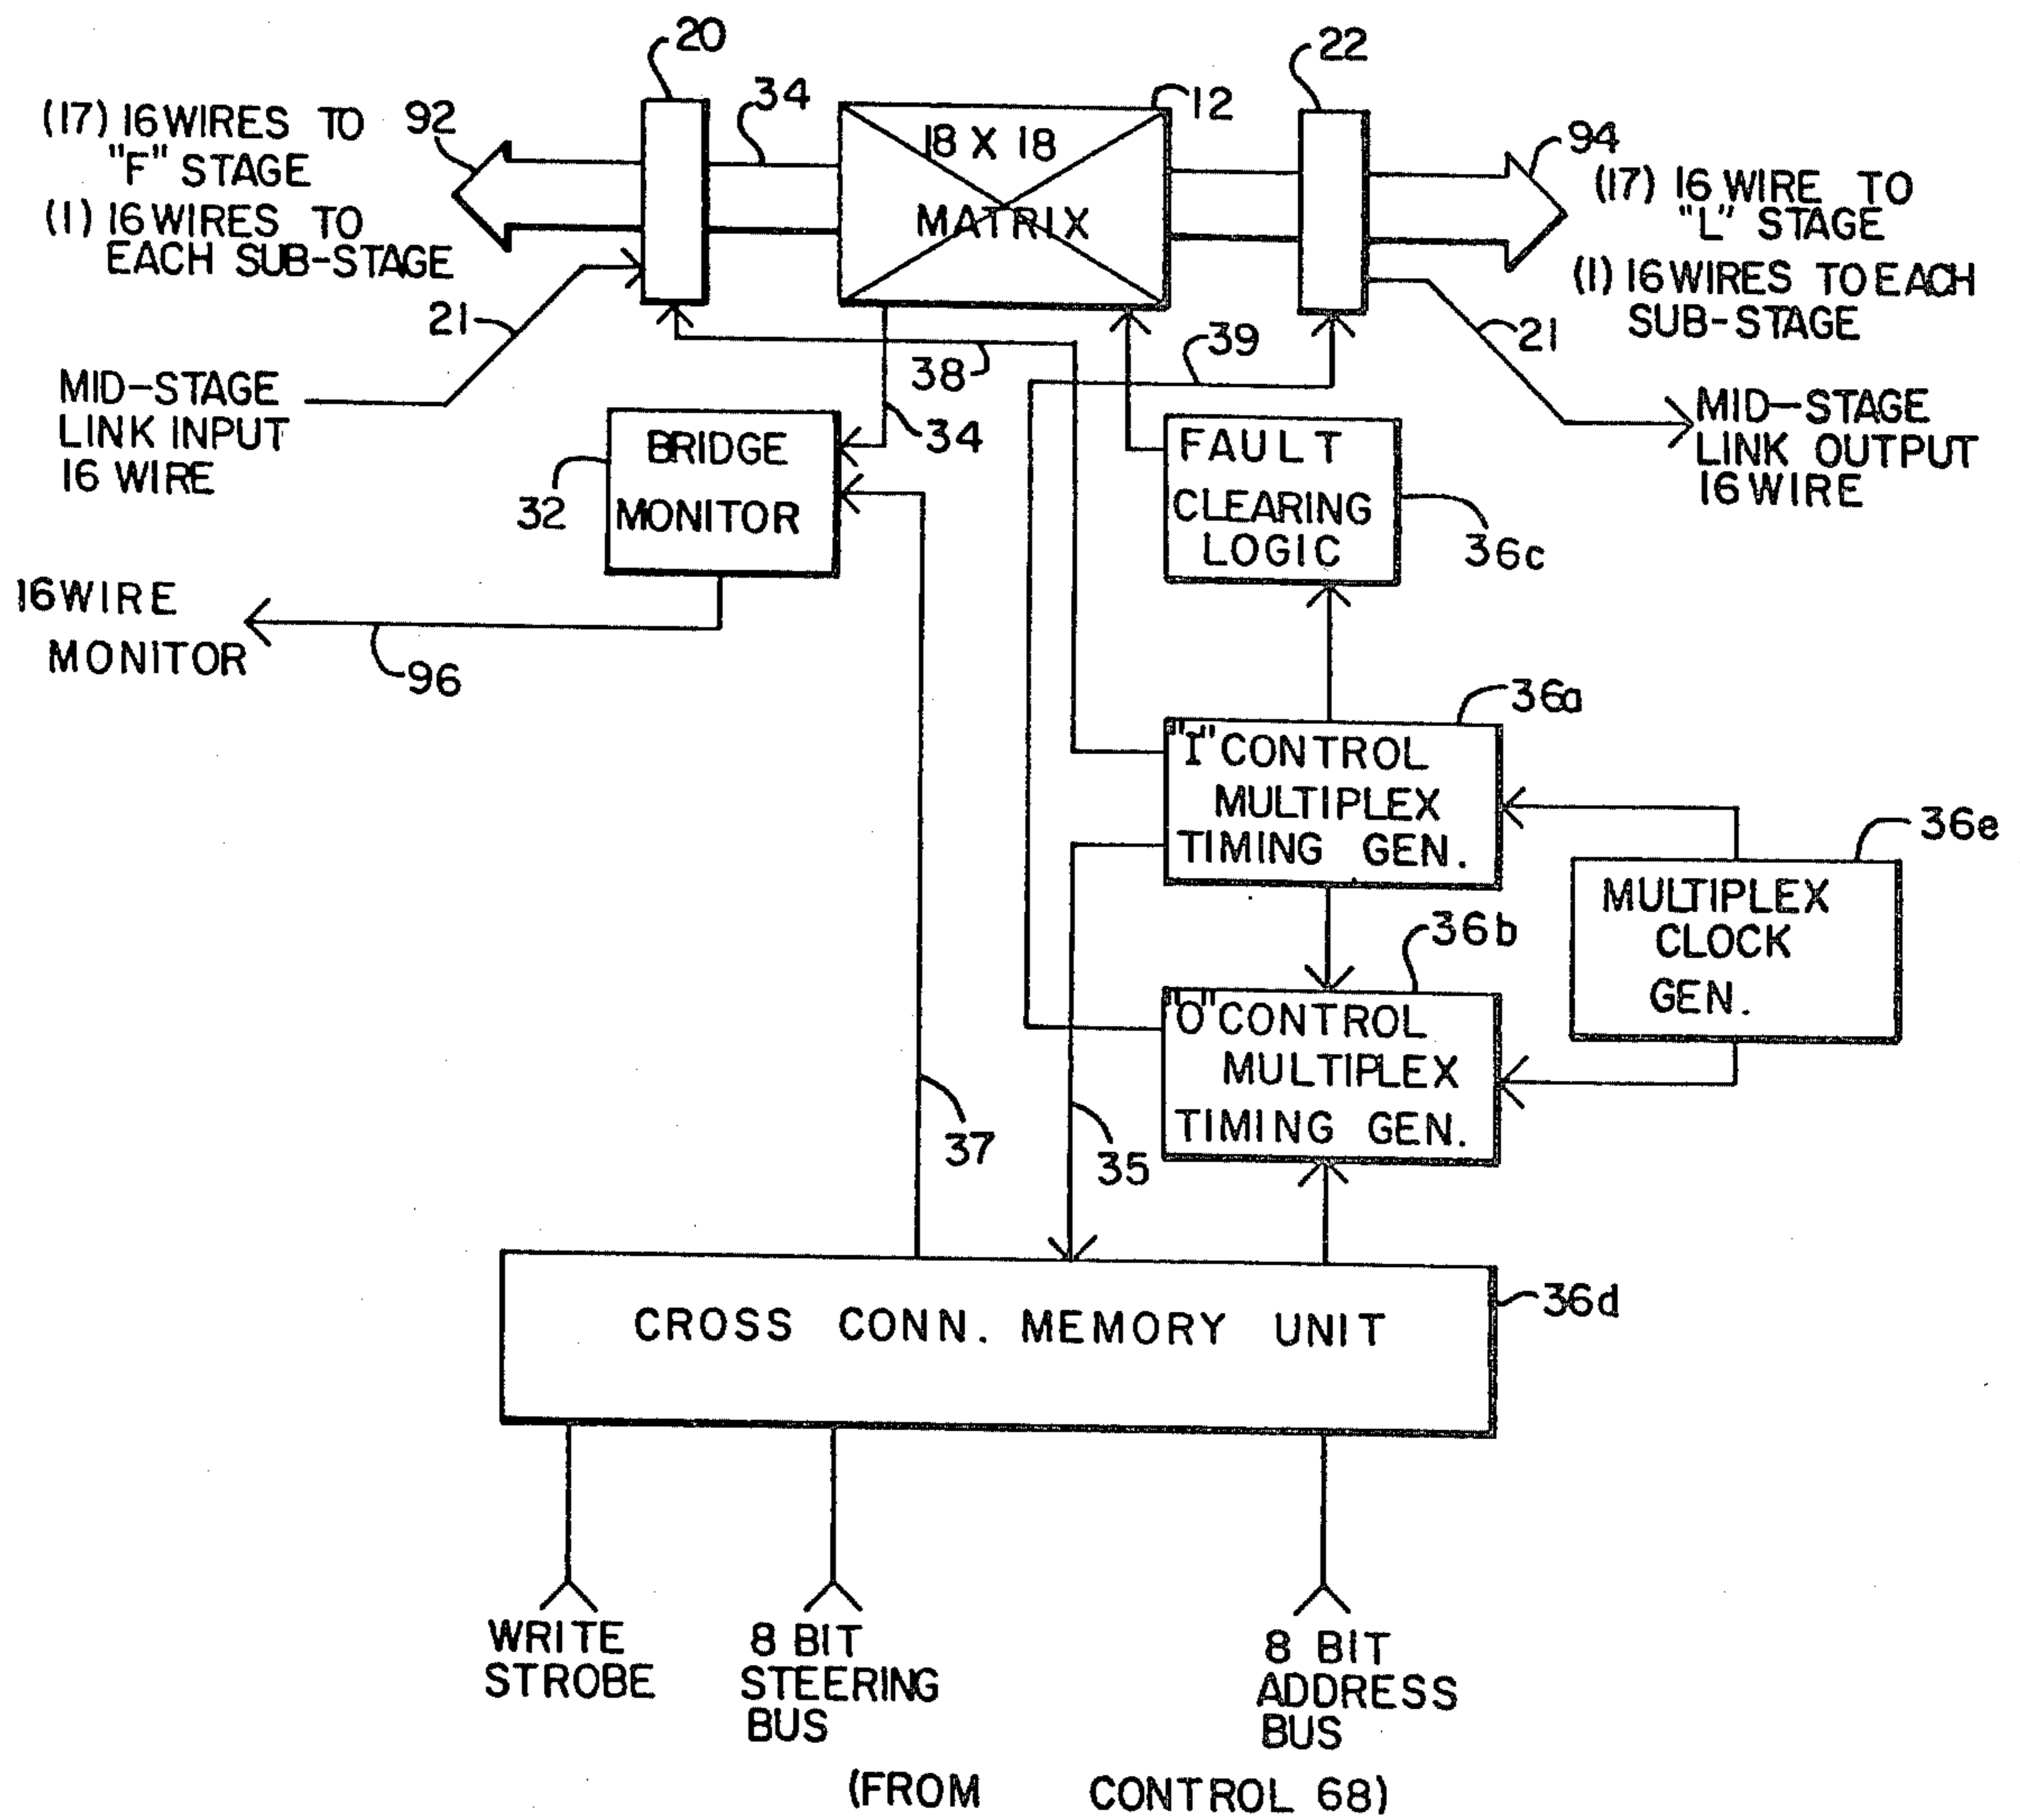 20
22
(17) 16 WIRES TO
"F" STAGE
(1) 16 WIRES TO
EACH SUB-STAGE
92
34
12
18 X 18
MATRIX
94
(17) 16 WIRE TO
"L" STAGE
(1) 16 WIRES TO EACH
SUB-STAGE
21
21
38
39
MID-STAGE
LINK INPUT
16 WIRE
MID-STAGE
LINK OUTPUT
16 WIRE
BRIDGE
MONITOR
32
34
FAULT
CLEARING
LOGIC
36c
16 WIRE
MONITOR
96
36a
"I" CONTROL
MULTIPLEX
TIMING GEN.
36e
MULTIPLEX
CLOCK
GEN.
36b
"O" CONTROL
MULTIPLEX
TIMING GEN.
37
35
CROSS CONN. MEMORY UNIT
36d
WRITE
STROBE
8 BIT
STEERING
BUS
8 BIT
ADDRESS
BUS
(FROM CONTROL 68)